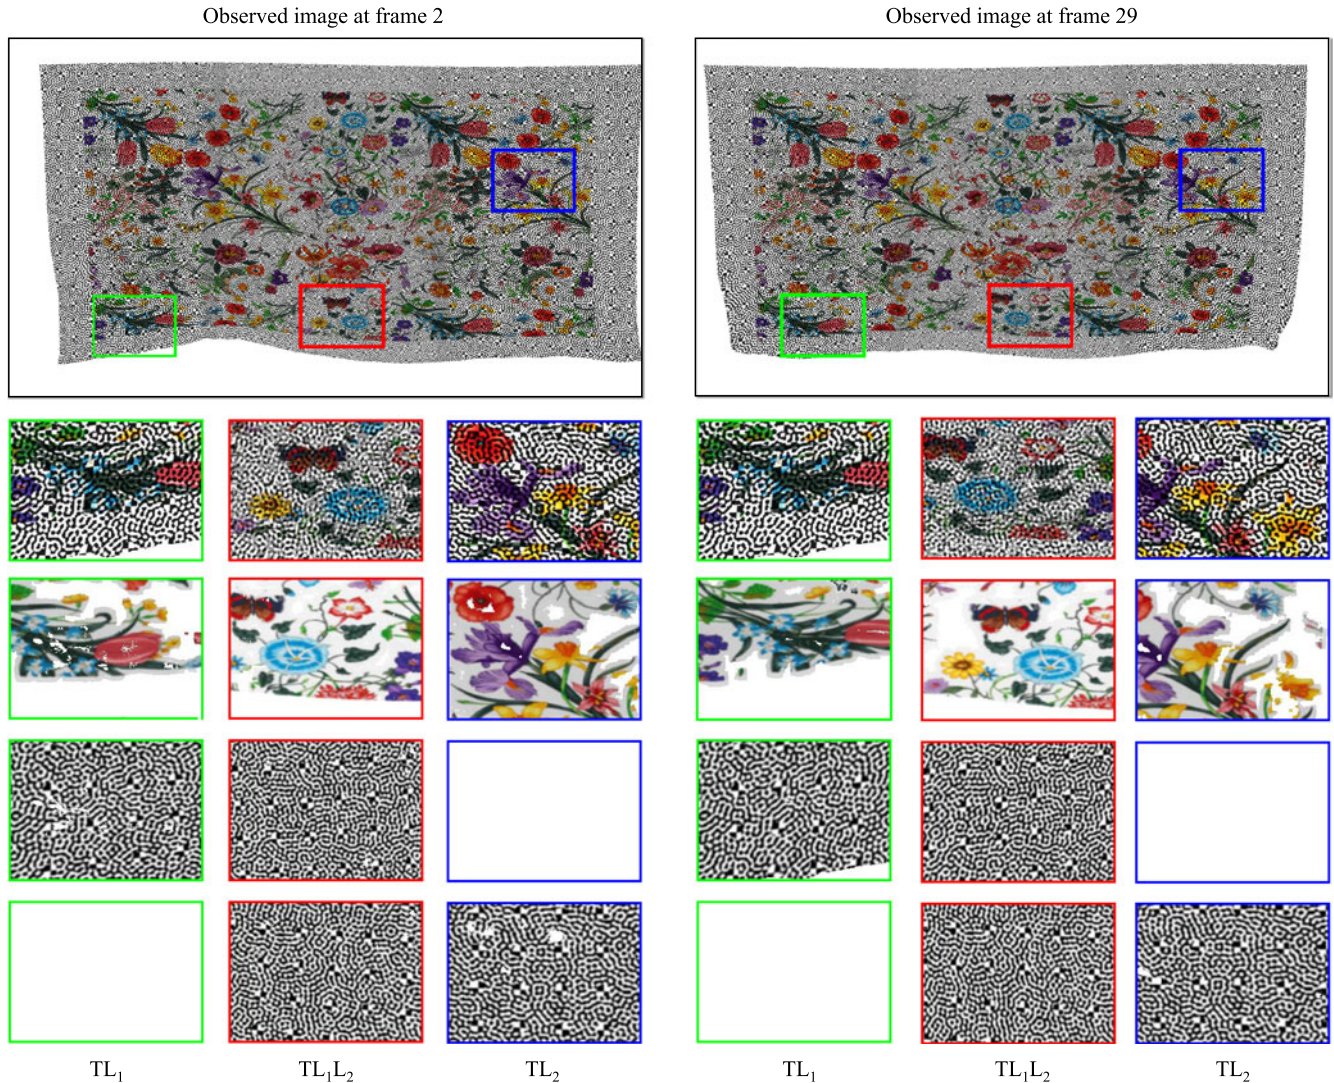 Observed image at frame 2
Observed image at frame 29
TL₁ TL₁L₂ TL₂ TL₁ TL₁L₂ TL₂